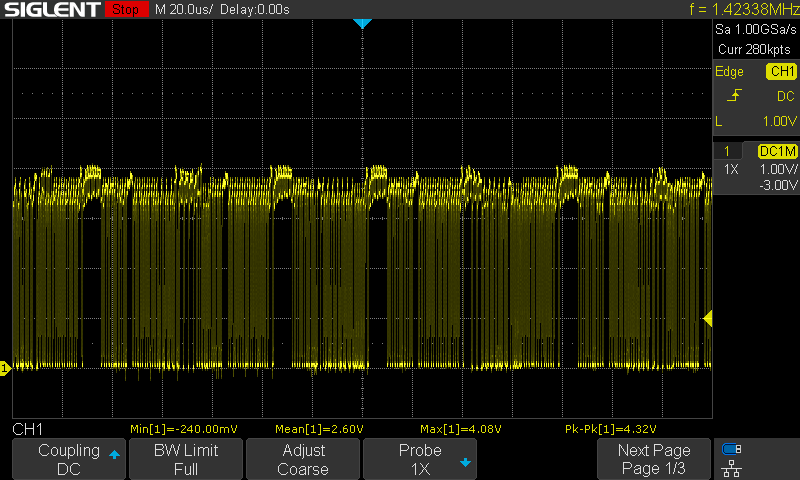 SIGLENT Stop M 20.0us/ Delay:0.00s f = 1.42338MHz
Sa 1.00GSa/s
Curr 280kpts
Edge CH1
DC
L 1.00V
1 DC1M
1X 1.00V/
-3.00V
1
CH1 Min[1]=-240.00mV Mean[1]=2.60V Max[1]=4.08V Pk-Pk[1]=4.32V
Coupling BW Limit Adjust Probe Next Page
DC Full Coarse 1X Page 1/3